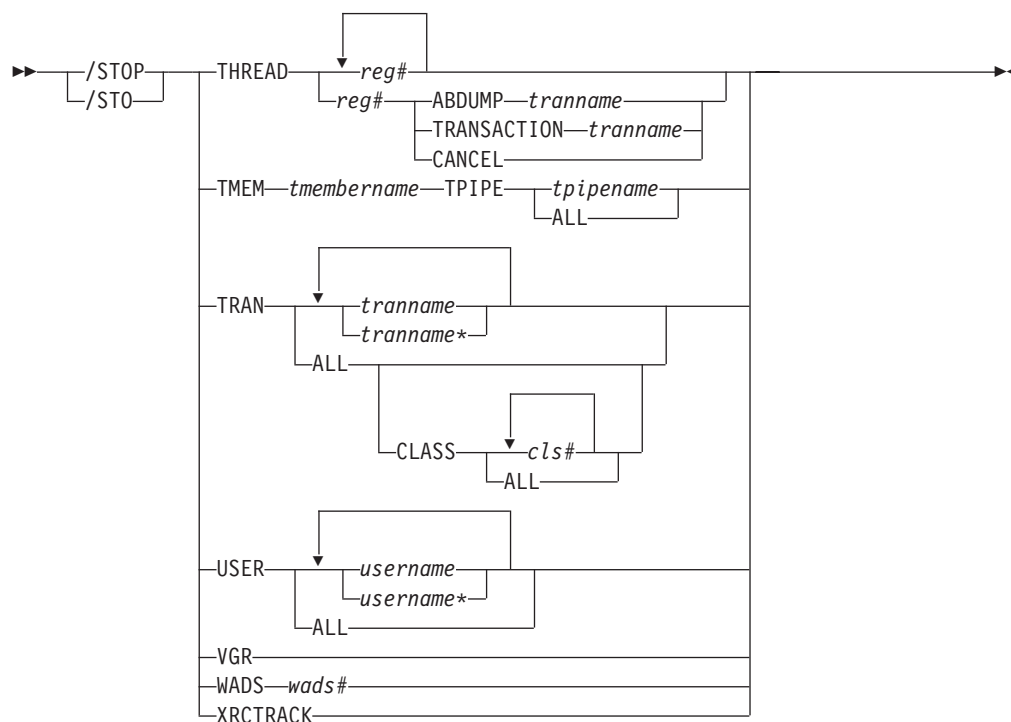 /STOP THREAD reg#
/STO reg# ABDUMP tranname
TRANSACTION tranname
CANCEL
TMEM tmembername TPIPE tpipename
ALL
TRAN tranname
tranname*
ALL
CLASS cls#
ALL
USER username
username*
ALL
VGR
WADS wads#
XRCTRACK